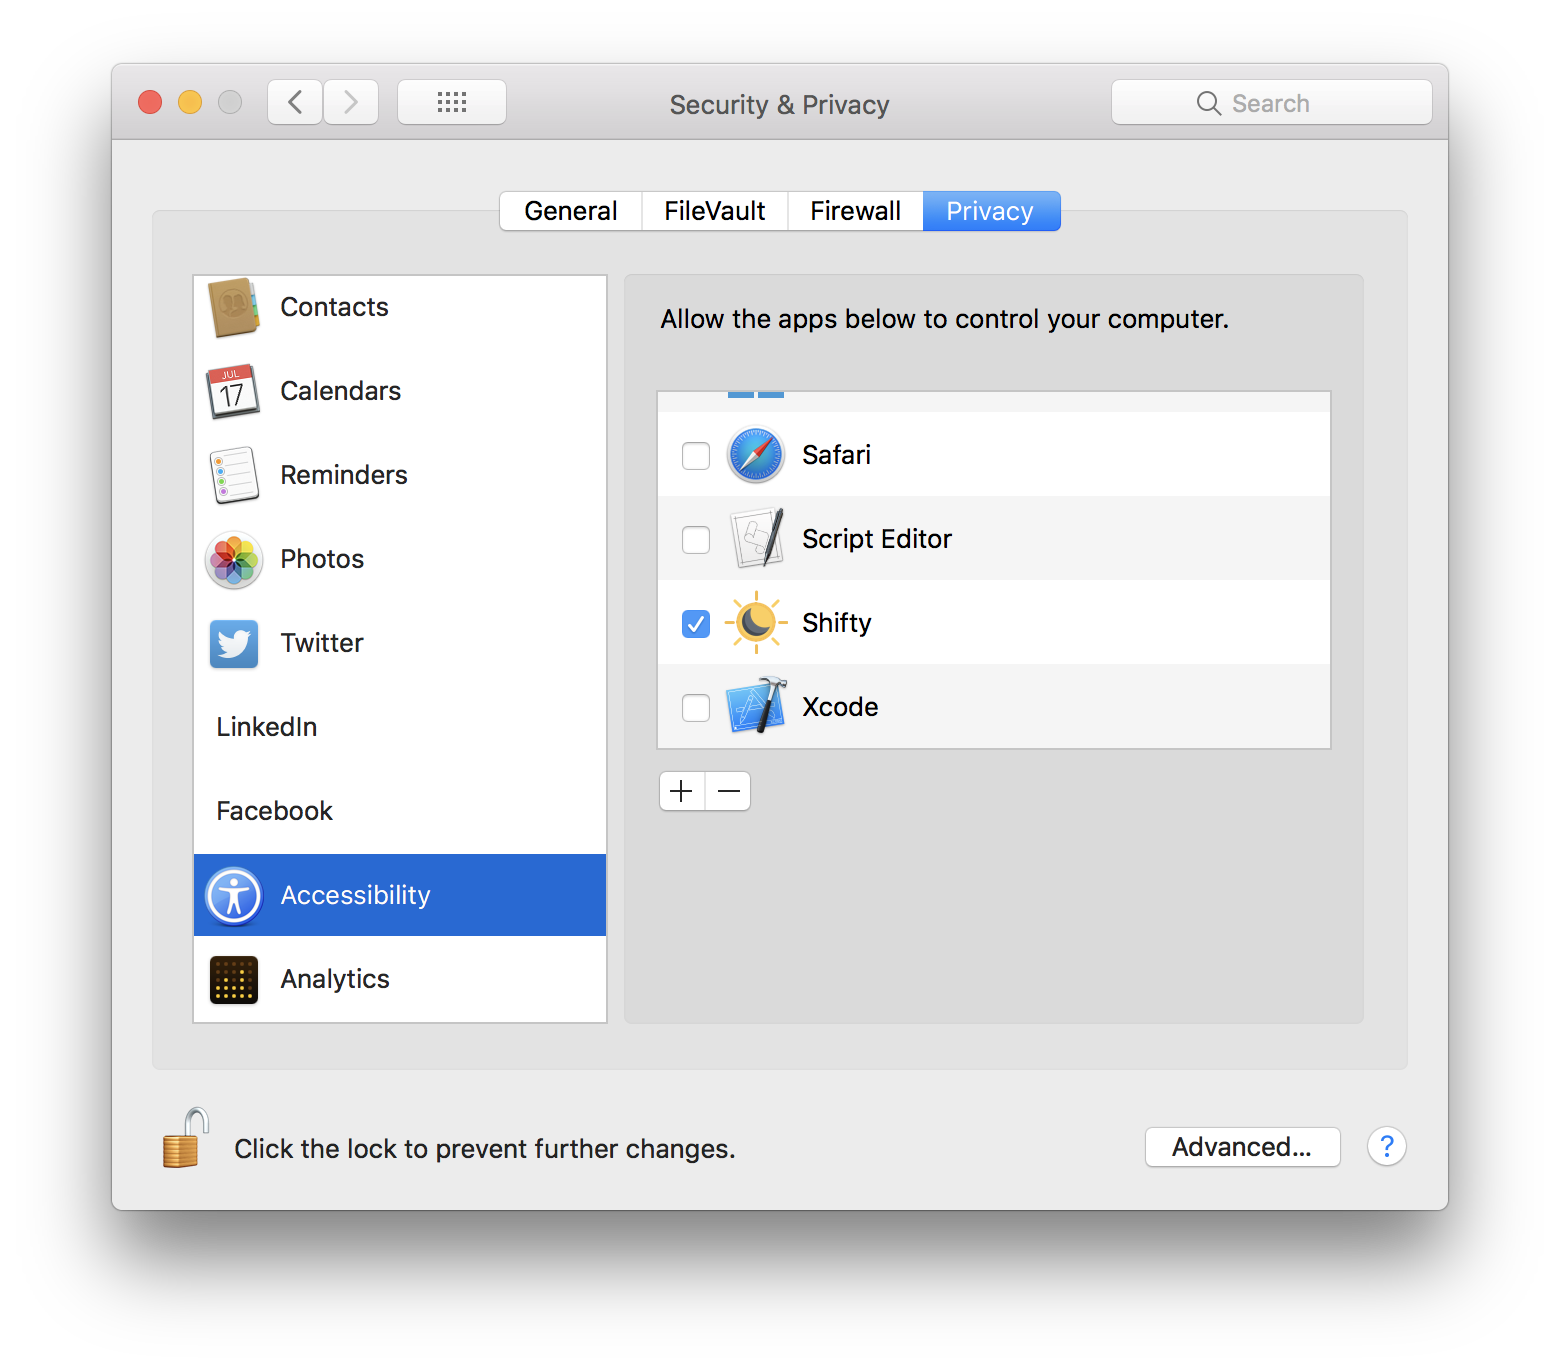 Security & Privacy
Search
General
FileVault
Firewall
Privacy
Contacts
JUL
17
Calendars
Reminders
Photos
Twitter
LinkedIn
Facebook
Accessibility
Analytics
Allow the apps below to control your computer.
Safari
Script Editor
Shifty
Xcode
Click the lock to prevent further changes.
Advanced...
?